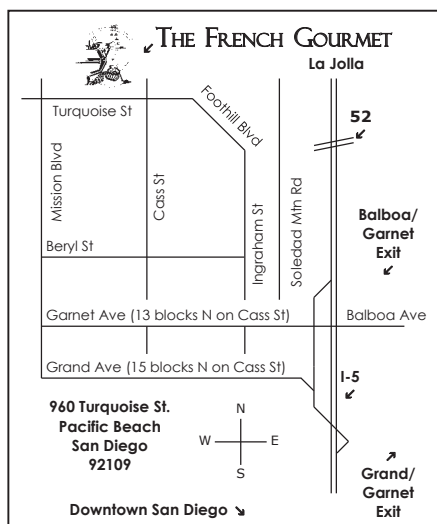 THE FRENCH GOURMET
La Jolla
Turquoise St
Foothill Blvd
52
Mission Blvd
Cass St
Ingraham St
Soledad Mtn Rd
Balboa/
Garnet
Exit
Beryl St
Garnet Ave (13 blocks N on Cass St)
Balboa Ave
Grand Ave (15 blocks N on Cass St)
I-5
960 Turquoise St.
Pacific Beach
San Diego
92109
N
W
E
S
Grand/
Garnet
Exit
Downtown San Diego